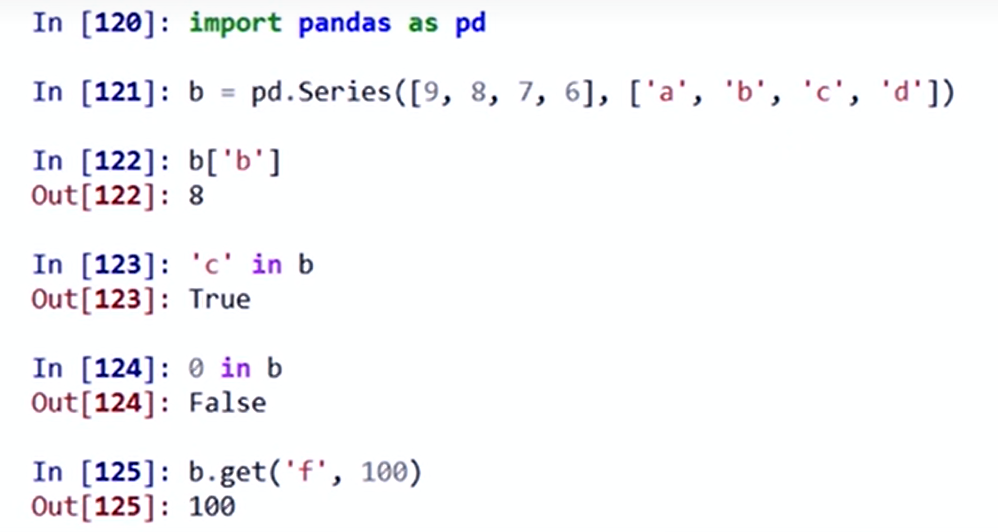 In [120]: import pandas as pd
In [121]: b = pd.Series([9, 8, 7, 6], ['a', 'b', 'c', 'd'])
In [122]: b['b']
Out[122]: 8
In [123]: 'c' in b
Out[123]: True
In [124]: 0 in b
Out[124]: False
In [125]: b.get('f', 100)
Out[125]: 100